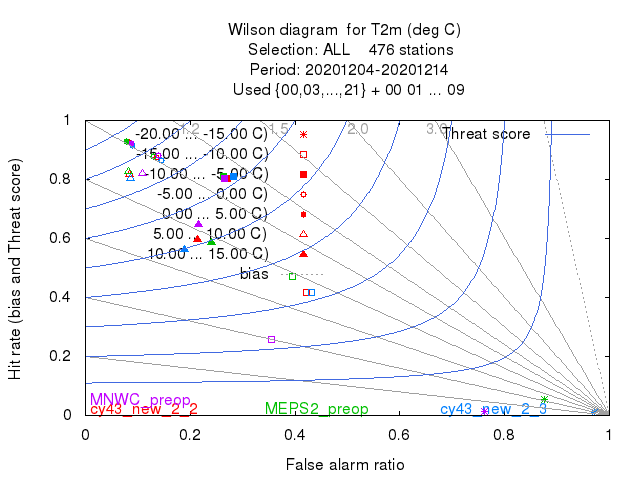 Wilson diagram  for T2m (deg C)
Selection: ALL    476 stations
Period: 20201204-20201214
Used {00,03,...,21} + 00 01 ... 09
Hit rate (bias and Threat score)
1
0.8
0.6
0.4
0.2
0
1.2
1.5
2.0
3.0
Threat score
-20.00 ... -15.00 C)
-15.00 ... -10.00 C)
-10.00 ... -5.00 C)
-5.00 ... 0.00 C)
0.00 ... 5.00 C)
5.00 ... 10.00 C)
10.00 ... 15.00 C)
bias
MNWC_preop
cy43_new_2_2
MEPS2_preop
cy43_new_2_3
0
0.2
0.4
0.6
0.8
1
False alarm ratio